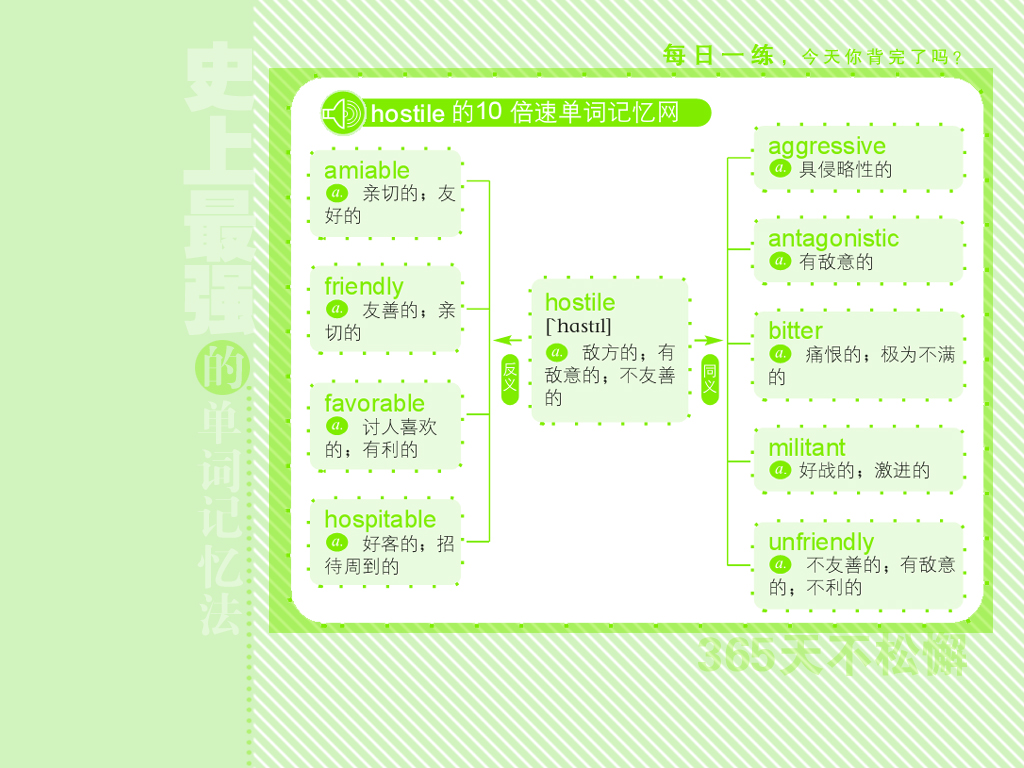 史上最强的单词记忆法
每日一练，今天你背完了吗？
hostile 的10 倍速单词记忆网
amiable
a. 亲切的；友
好的
friendly
a. 友善的；亲
切的
favorable
a. 讨人喜欢
的；有利的
hospitable
a. 好客的；招
待周到的
反义
hostile
[`hɑstɪl]
a. 敌方的；有
敌意的；不友善
的
同义
aggressive
a. 具侵略性的
antagonistic
a. 有敌意的
bitter
a. 痛恨的；极为不满
的
militant
a. 好战的；激进的
unfriendly
a. 不友善的；有敌意
的；不利的
365天不松懈